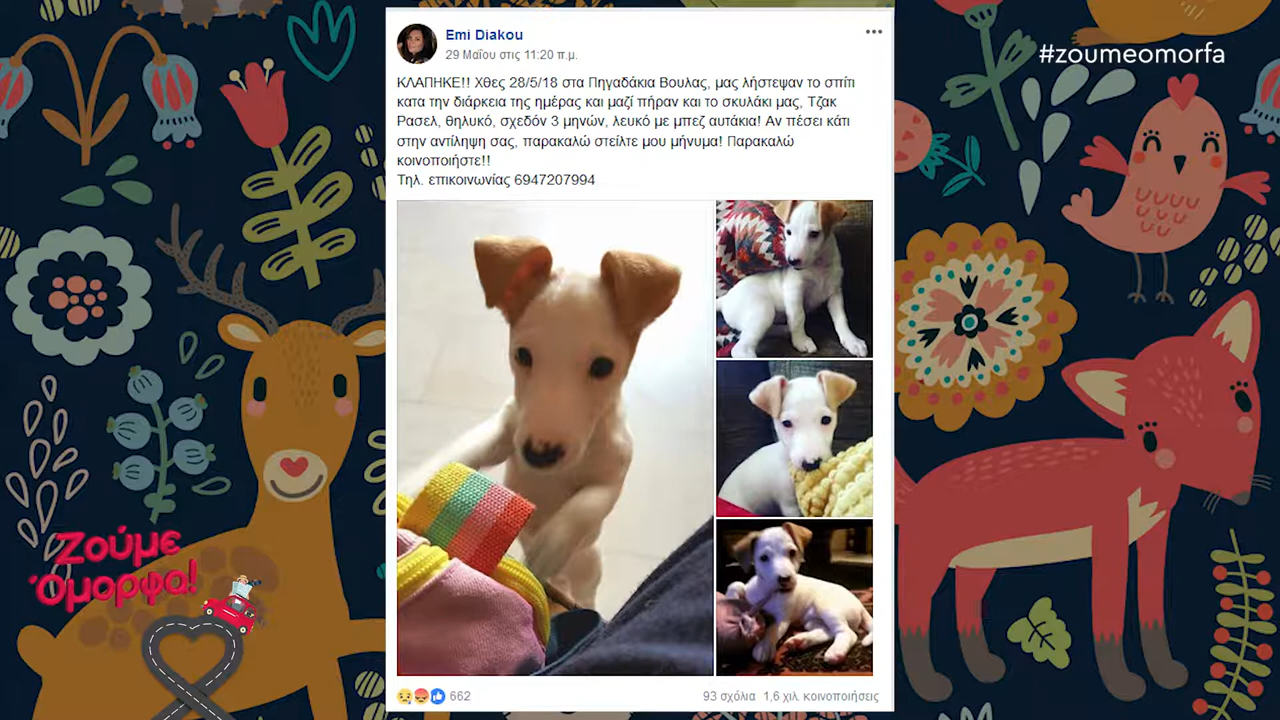 Emi Diakou
29 Μαΐου στις 11:20 π.μ.
#zoumeomorfa
ΚΛΑΠΗΚΕ!! Χθες 28/5/18 στα Πηγαδάκια Βουλας, μας λήστεψαν το σπίτι
κατα την διάρκεια της ημέρας και μαζί πήραν και το σκυλάκι μας, Τζακ
Ρασελ, θηλυκό, σχεδόν 3 μηνών, λευκό με μπεζ αυτάκια! Αν πέσει κάτι
στην αντίληψη σας, παρακαλώ στείλτε μου μήνυμα! Παρακαλώ
κοινοποιήστε!!
Τηλ. επικοινωνίας 6947207994
Ζούμε
Όμορφα!
662
93 σχόλια 1,6 χιλ. κοινοποιήσεις